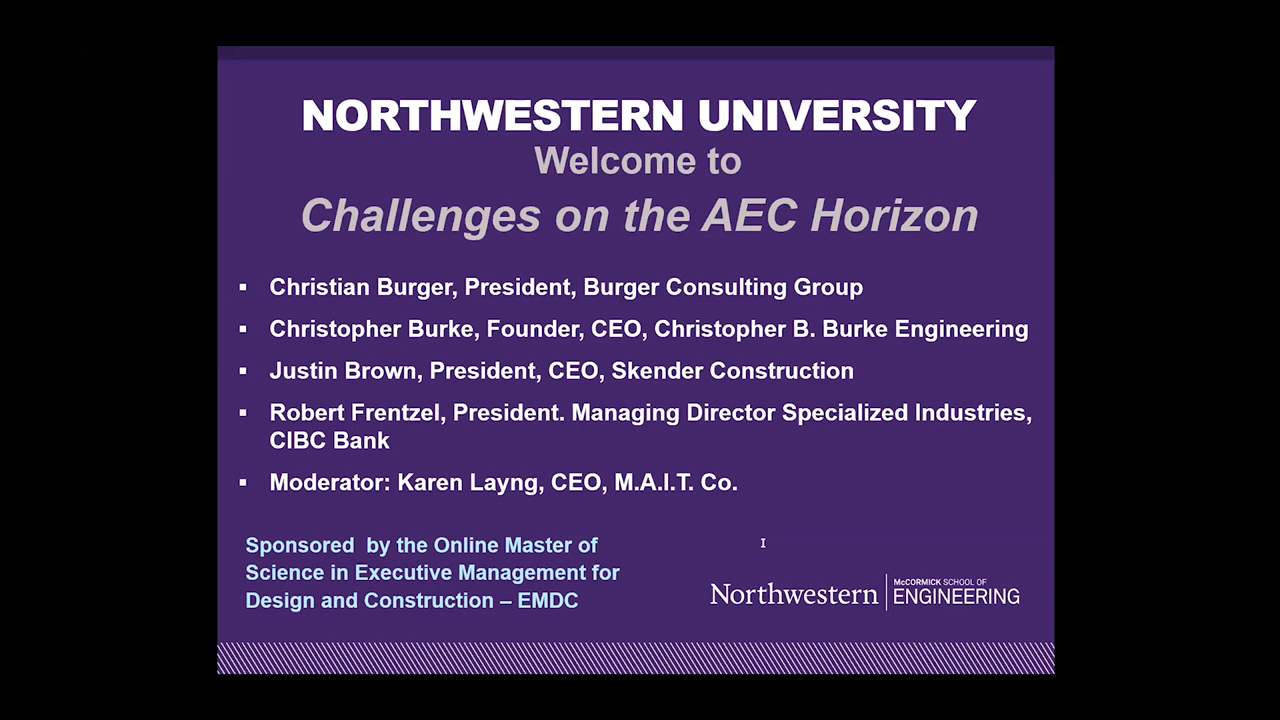 NORTHWESTERN UNIVERSITY
Welcome to
Challenges on the AEC Horizon
▪ Christian Burger, President, Burger Consulting Group
▪ Christopher Burke, Founder, CEO, Christopher B. Burke Engineering
▪ Justin Brown, President, CEO, Skender Construction
▪ Robert Frentzel, President. Managing Director Specialized Industries,
CIBC Bank
▪ Moderator: Karen Layng, CEO, M.A.I.T. Co.
Sponsored by the Online Master of
Science in Executive Management for
Design and Construction – EMDC
Northwestern
McCORMICK SCHOOL OF
ENGINEERING